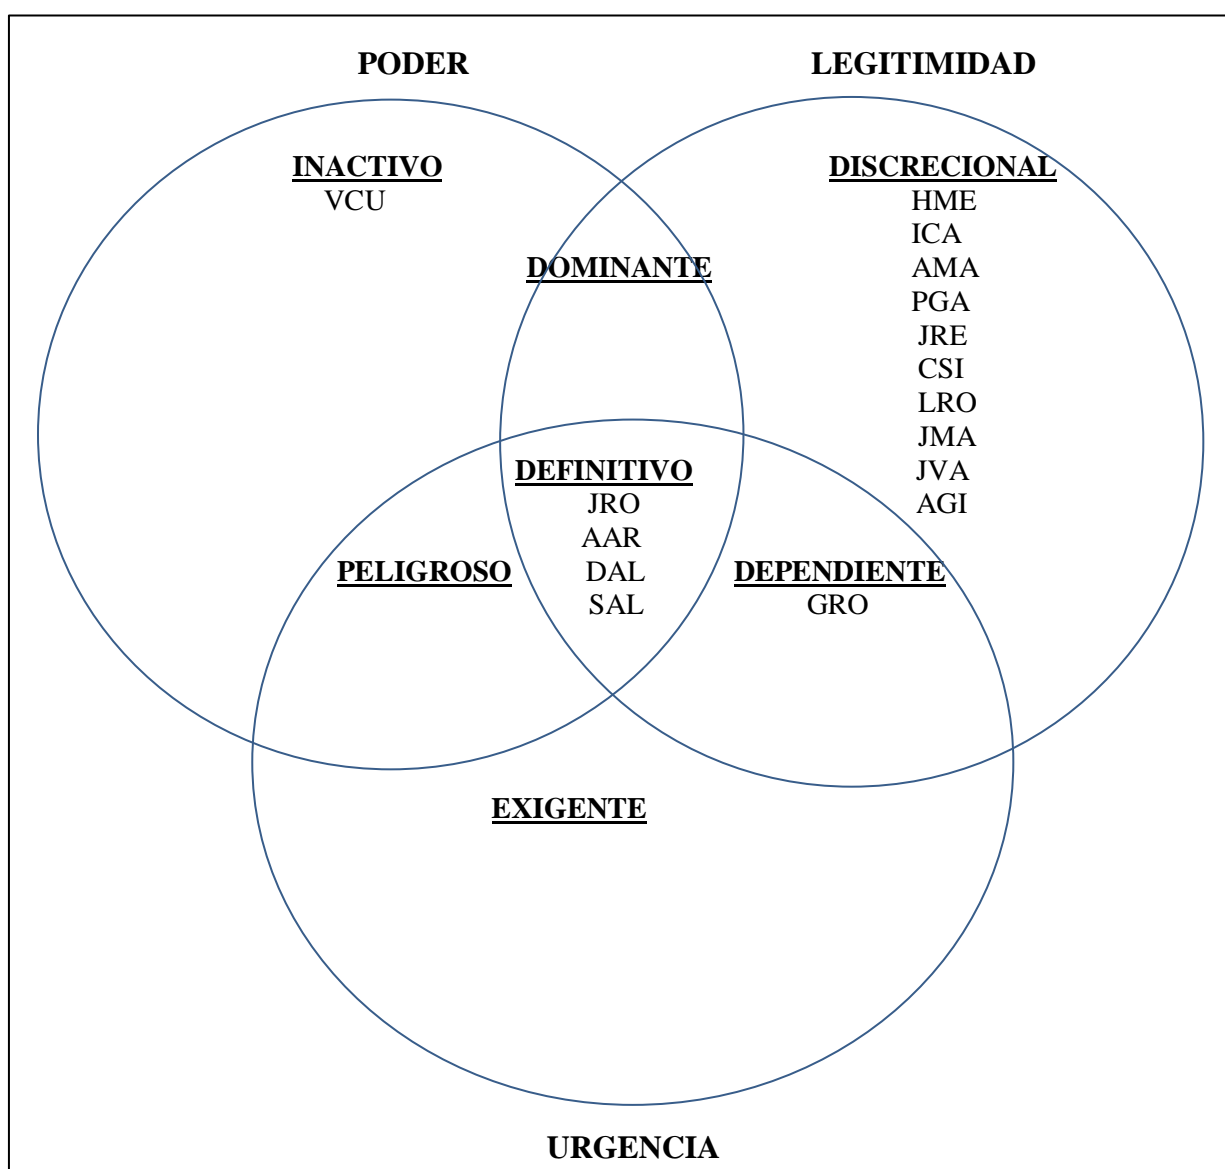 PODER
LEGITIMIDAD
INACTIVO
VCU
DISCRECIONAL
HME
ICA
AMA
PGA
JRE
CSI
LRO
JMA
JVA
AGI
DOMINANTE
DEFINITIVO
JRO
AAR
DAL
SAL
PELIGROSO
DEPENDIENTE
GRO
EXIGENTE
URGENCIA